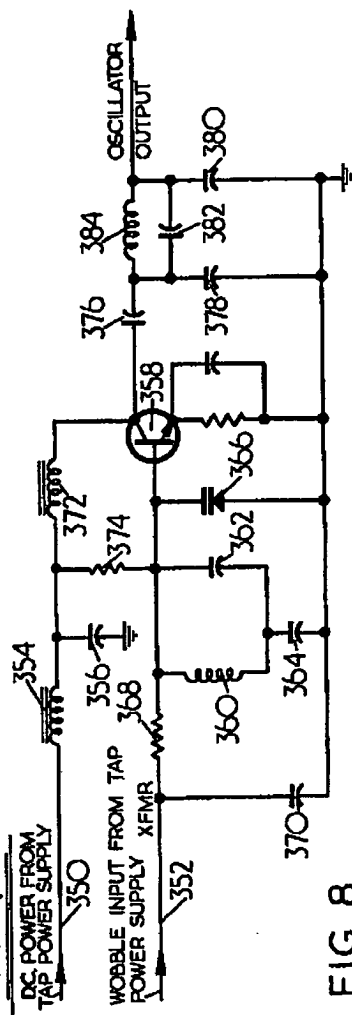 D.C. POWER FROM
TAP POWER SUPPLY
350
354
356
372
374
WOBBLE INPUT FROM TAP
POWER SUPPLY XFMR
352
368
360
362
364
366
370
358
376
378
384
382
380
OSCILLATOR
OUTPUT
FIG. 8